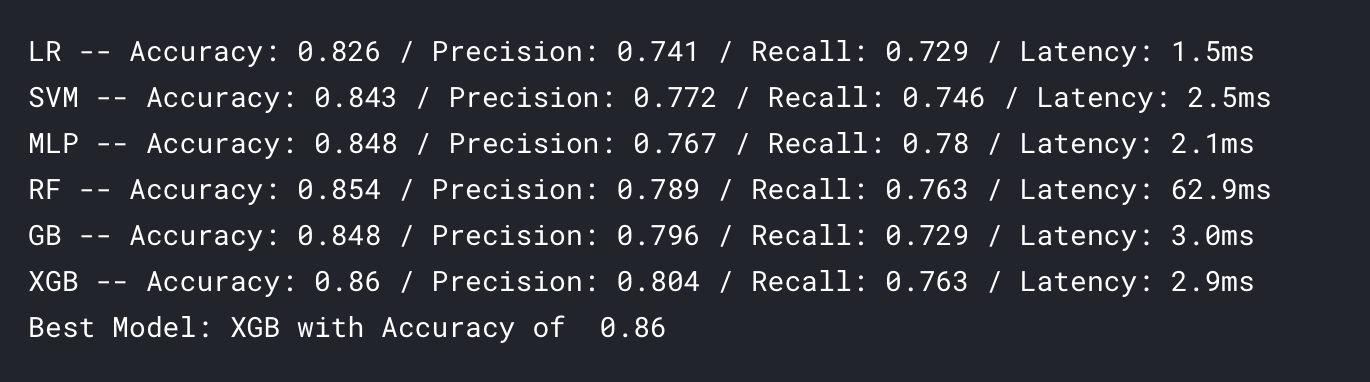 LR -- Accuracy: 0.826 / Precision: 0.741 / Recall: 0.729 / Latency: 1.5ms
SVM -- Accuracy: 0.843 / Precision: 0.772 / Recall: 0.746 / Latency: 2.5ms
MLP -- Accuracy: 0.848 / Precision: 0.767 / Recall: 0.78 / Latency: 2.1ms
RF -- Accuracy: 0.854 / Precision: 0.789 / Recall: 0.763 / Latency: 62.9ms
GB -- Accuracy: 0.848 / Precision: 0.796 / Recall: 0.729 / Latency: 3.0ms
XGB -- Accuracy: 0.86 / Precision: 0.804 / Recall: 0.763 / Latency: 2.9ms
Best Model: XGB with Accuracy of  0.86